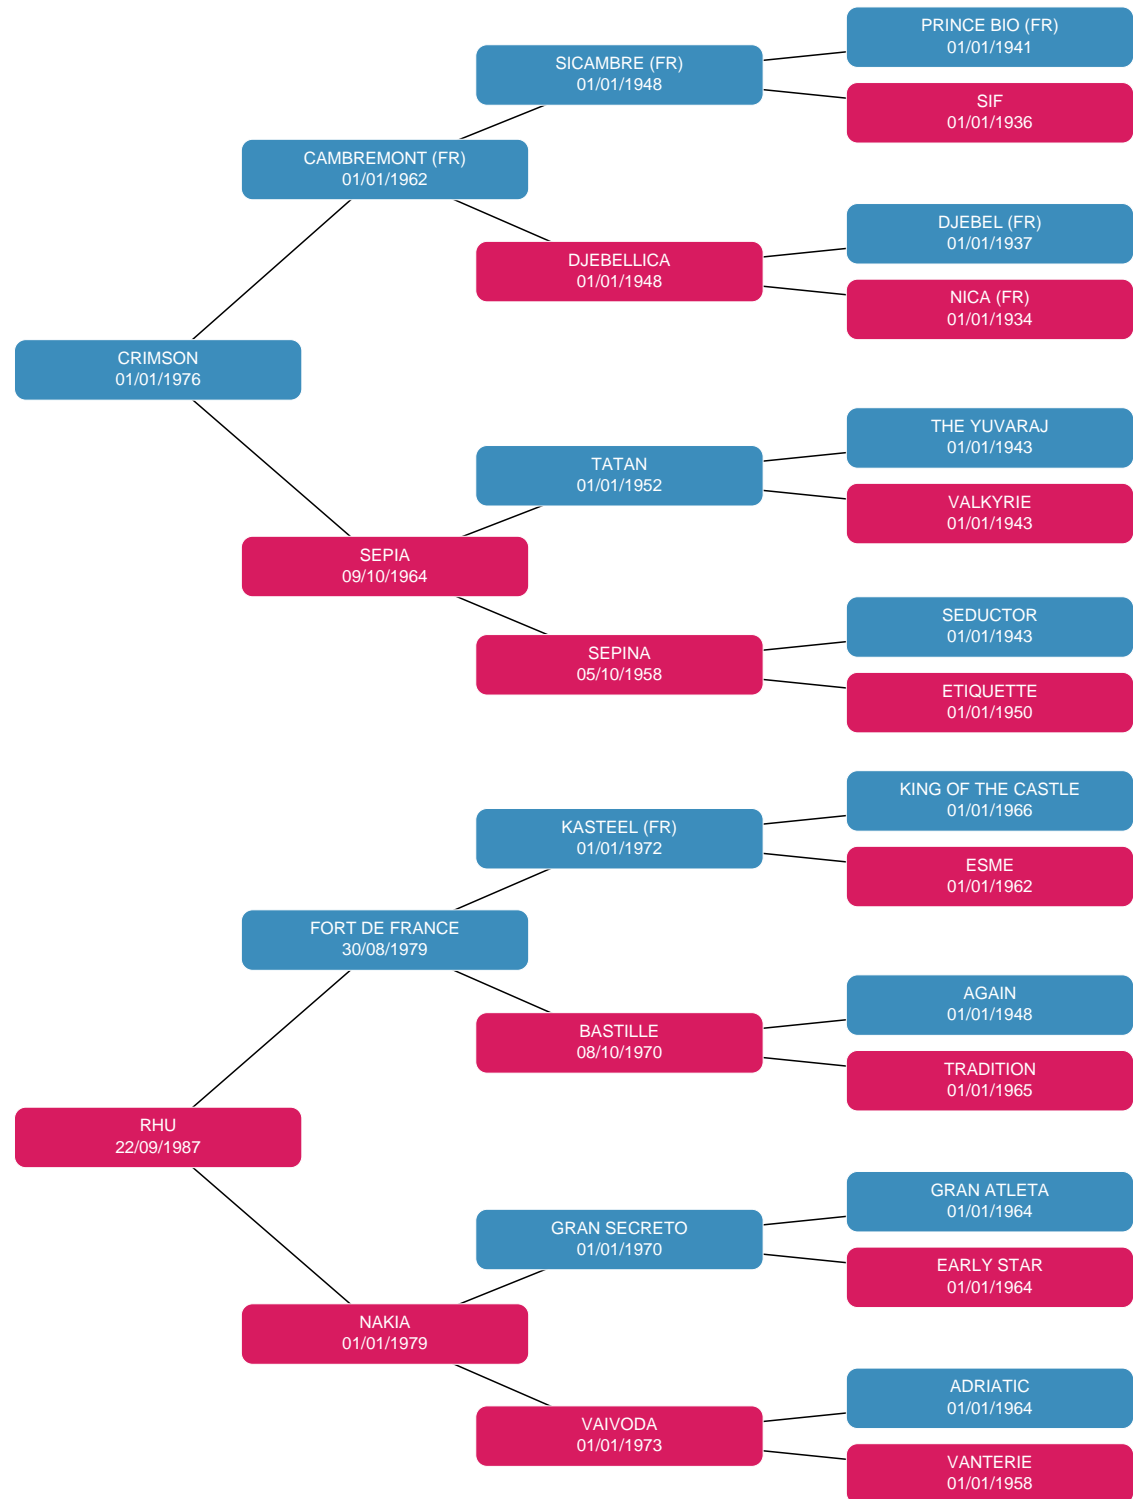 PRINCE BIO (FR)
01/01/1941
SICAMBRE (FR)
01/01/1948
SIF
01/01/1936
CAMBREMONT (FR)
01/01/1962
DJEBEL (FR)
01/01/1937
DJEBELLICA
01/01/1948
NICA (FR)
01/01/1934
CRIMSON
01/01/1976
THE YUVARAJ
01/01/1943
TATAN
01/01/1952
VALKYRIE
01/01/1943
SEPIA
09/10/1964
SEDUCTOR
01/01/1943
SEPINA
05/10/1958
ETIQUETTE
01/01/1950
KING OF THE CASTLE
01/01/1966
KASTEEL (FR)
01/01/1972
ESME
01/01/1962
FORT DE FRANCE
30/08/1979
AGAIN
01/01/1948
BASTILLE
08/10/1970
TRADITION
01/01/1965
RHU
22/09/1987
GRAN ATLETA
01/01/1964
GRAN SECRETO
01/01/1970
EARLY STAR
01/01/1964
NAKIA
01/01/1979
ADRIATIC
01/01/1964
VAIVODA
01/01/1973
VANTERIE
01/01/1958